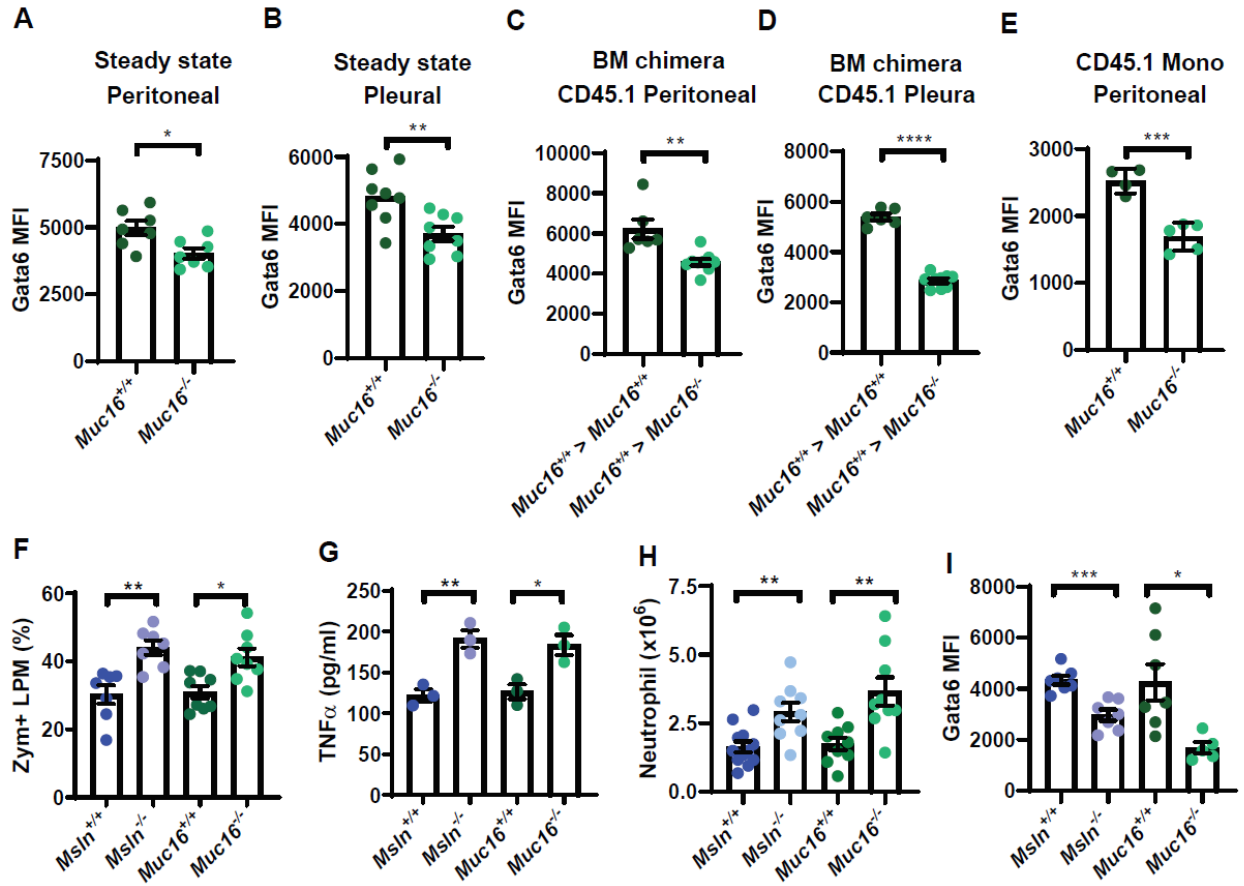 A
Steady state
Peritoneal
*
7500
5000
2500
0
Gata6 MFI
Muc16+/+
Muc16-/-
B
Steady state
Pleural
**
6000
4000
2000
0
Gata6 MFI
Muc16+/+
Muc16-/-
C
BM chimera
CD45.1 Peritoneal
**
10000
8000
6000
4000
2000
0
Gata6 MFI
Muc16+/+ > Muc16+/+
Muc16+/+ > Muc16-/-
D
BM chimera
CD45.1 Pleura
****
8000
6000
4000
2000
0
Gata6 MFI
Muc16+/+ > Muc16+/+
Muc16+/+ > Muc16-/-
E
CD45.1 Mono
Peritoneal
***
3000
2000
1000
0
Gata6 MFI
Muc16+/+
Muc16-/-
F
** *
60
40
20
0
Zym+ LPM (%)
Msln+/+
Msln-/-
Muc16+/+
Muc16-/-
G
** *
250
200
150
100
50
0
TNFα (pg/ml)
Msln+/+
Msln-/-
Muc16+/+
Muc16-/-
H
** **
7.5
5.0
2.5
0.0
Neutrophil (x106)
Msln+/+
Msln-/-
Muc16+/+
Muc16-/-
I
*** *
8000
6000
4000
2000
0
Gata6 MFI
Msln+/+
Msln-/-
Muc16+/+
Muc16-/-